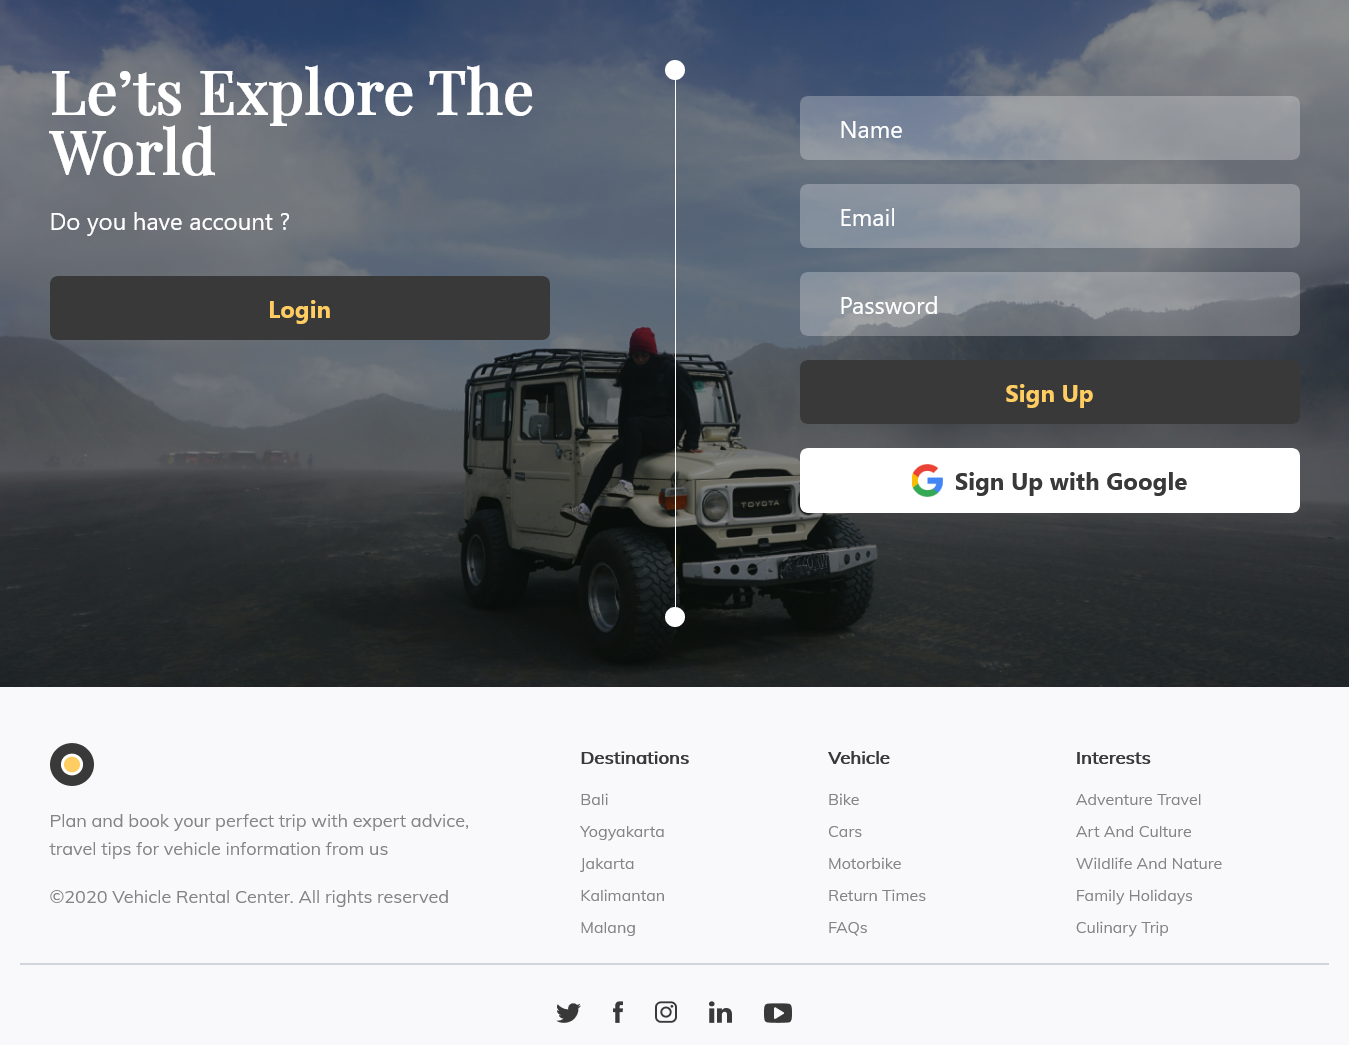 Le’ts Explore The
World
Do you have account ?
Login
Name
Email
Password
Sign Up
Sign Up with Google
TOYOTA
Plan and book your perfect trip with expert advice,
travel tips for vehicle information from us
©2020 Vehicle Rental Center. All rights reserved
Destinations
Bali
Yogyakarta
Jakarta
Kalimantan
Malang
Vehicle
Bike
Cars
Motorbike
Return Times
FAQs
Interests
Adventure Travel
Art And Culture
Wildlife And Nature
Family Holidays
Culinary Trip